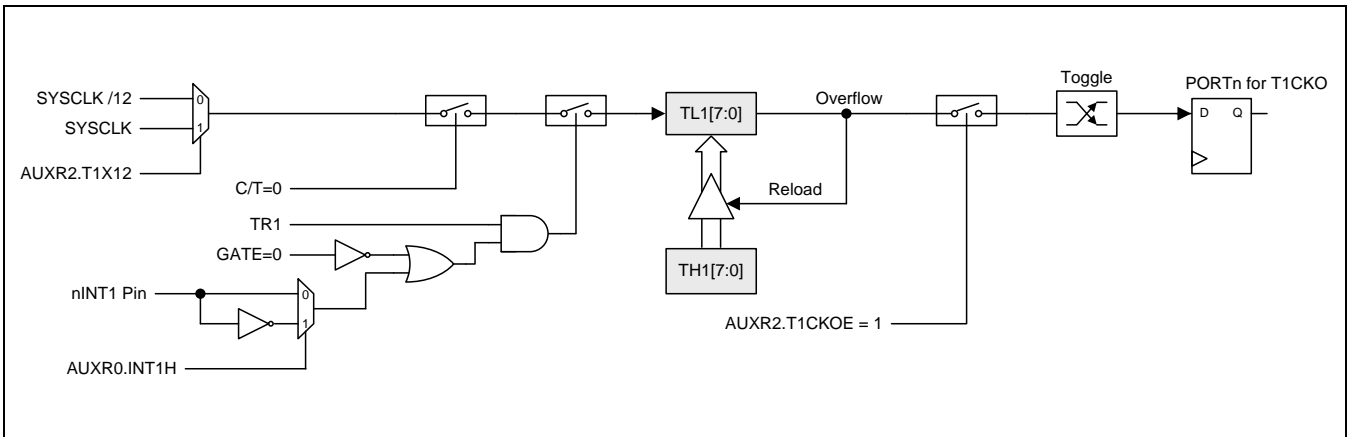 Toggle
PORTn for T1CKO
SYSCLK /12
0
TL1[7:0]
Overflow
D Q
SYSCLK
1
AUXR2.T1X12
C/T=0
Reload
TR1
GATE=0
TH1[7:0]
nINT1 Pin
0
1
AUXR2.T1CKOE = 1
AUXR0.INT1H